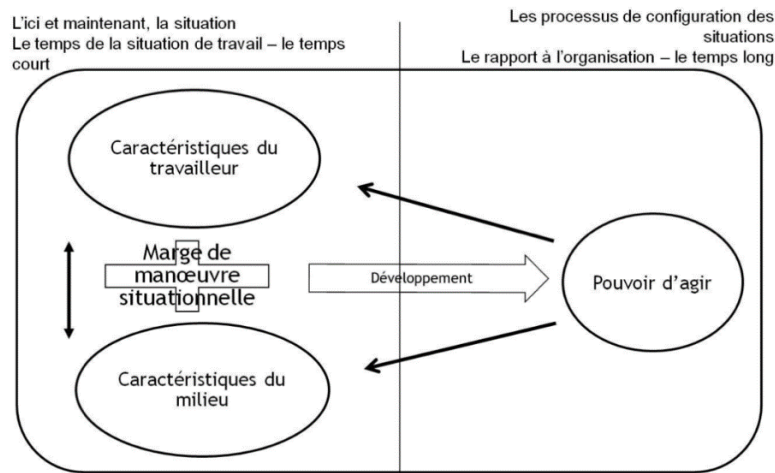 L'ici et maintenant, la situation
Le temps de la situation de travail – le temps
court
Les processus de configuration des
situations
Le rapport à l'organisation – le temps long
Caractéristiques du
travailleur
Marge de
manœuvre
situationnelle
Développement
Pouvoir d'agir
Caractéristiques du
milieu